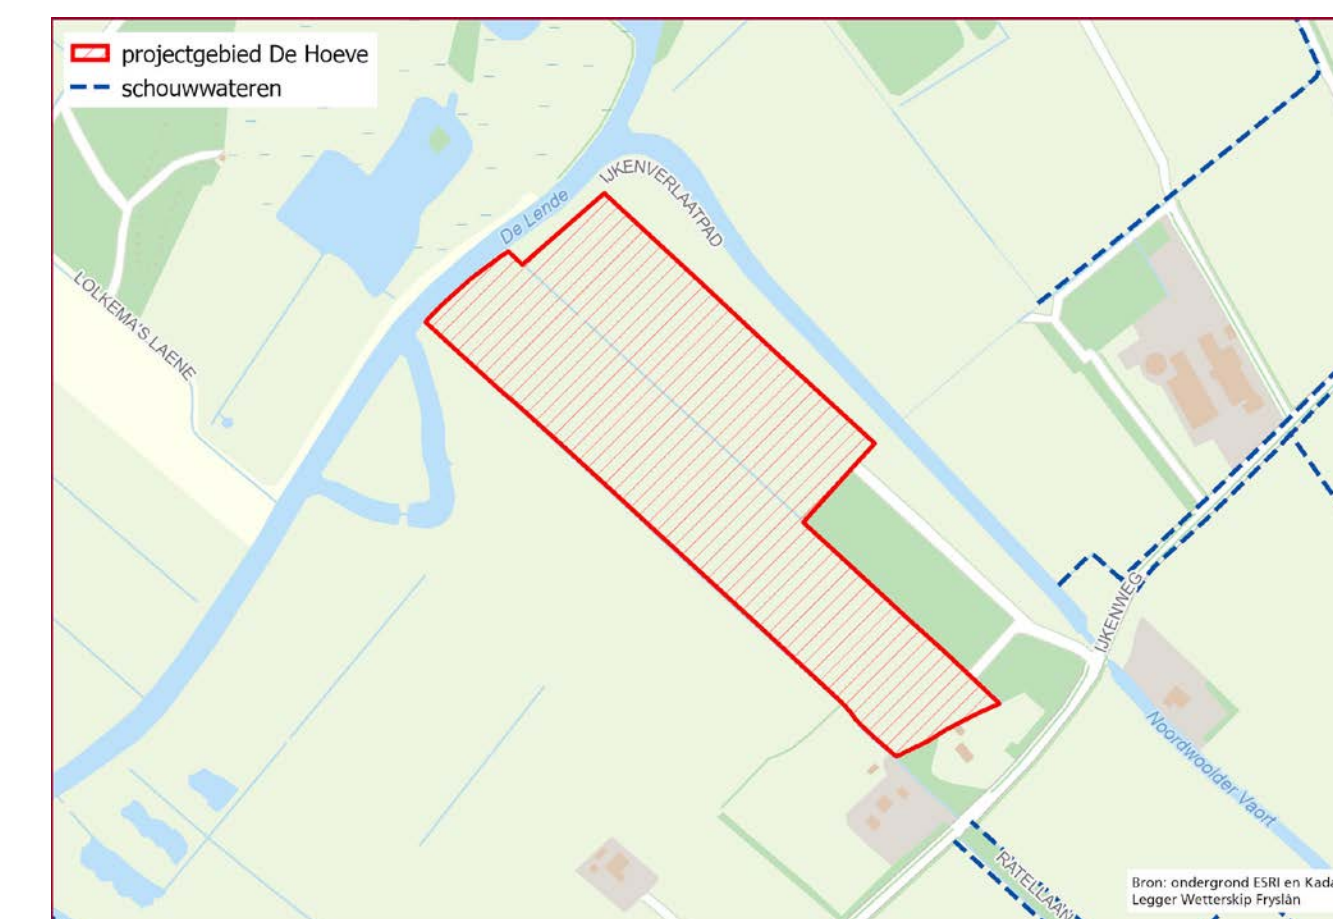 projectgebied De Hoeve
schouwwateren
IJKENVERLAATPAD
De Lende
LOLKEMA'S LAENE
IJKENWEG
Noordwoolder Vaort
RATELLAAN
Bron: ondergrond ESRI en Kada
Legger Wetterskip Fryslân